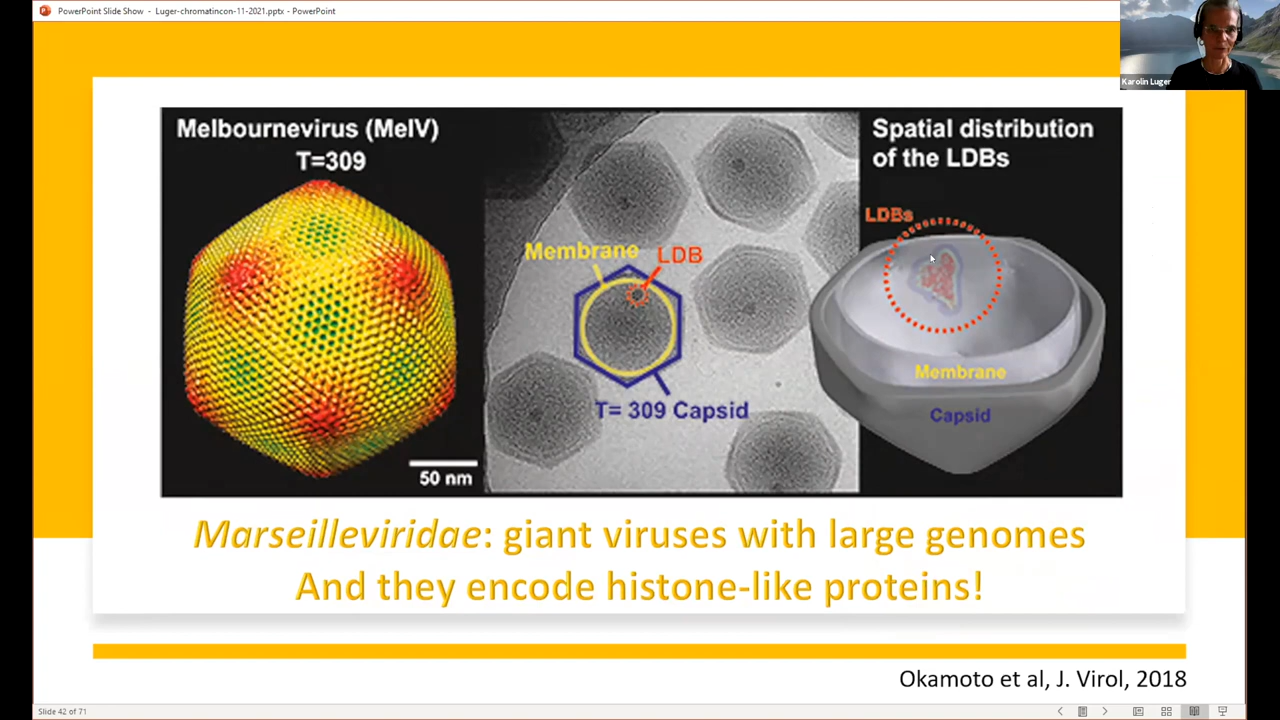 PowerPoint Slide Show - Luger-chromatincon-11-2021.pptx - PowerPoint
Karolin Luger
Melbournevirus (MelV)
T=309
50 nm
Membrane
LDB
T= 309 Capsid
Spatial distribution
of the LDBs
LDBs
Membrane
Capsid
Marseilleviridae: giant viruses with large genomes
And they encode histone-like proteins!
Okamoto et al, J. Virol, 2018
Slide 42 of 71